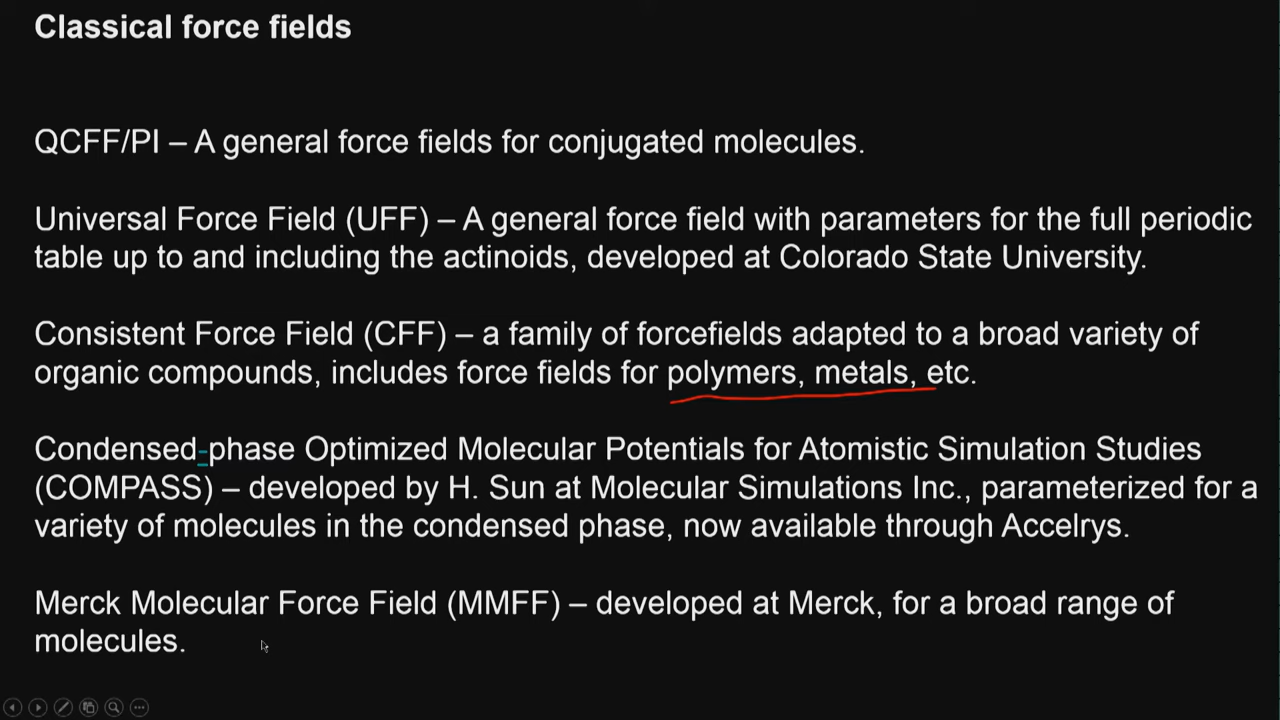 Classical force fields
QCFF/PI – A general force fields for conjugated molecules.
Universal Force Field (UFF) – A general force field with parameters for the full periodic
table up to and including the actinoids, developed at Colorado State University.
Consistent Force Field (CFF) – a family of forcefields adapted to a broad variety of
organic compounds, includes force fields for polymers, metals, etc.
Condensed-phase Optimized Molecular Potentials for Atomistic Simulation Studies
(COMPASS) – developed by H. Sun at Molecular Simulations Inc., parameterized for a
variety of molecules in the condensed phase, now available through Accelrys.
Merck Molecular Force Field (MMFF) – developed at Merck, for a broad range of
molecules.